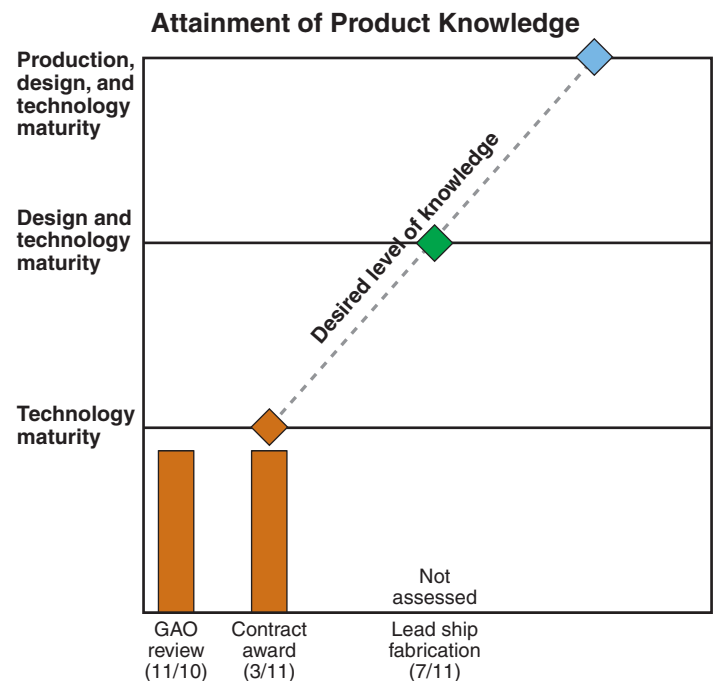 Attainment of Product Knowledge
Production,
design, and
technology
maturity
Design and
technology
maturity
Desired level of knowledge
Technology
maturity
Not
assessed
GAO
review
(11/10)
Contract
award
(3/11)
Lead ship
fabrication
(7/11)